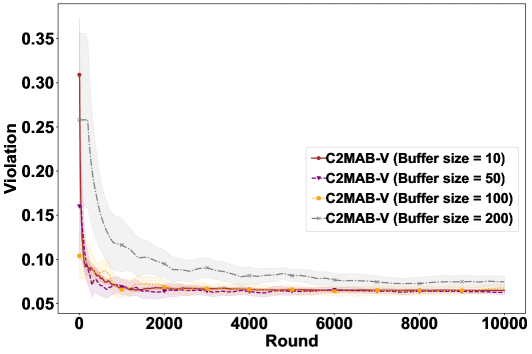 0.35
0.30
0.25
0.20
0.15
0.10
0.05
Violation
C2MAB-V (Buffer size = 10)
C2MAB-V (Buffer size = 50)
C2MAB-V (Buffer size = 100)
C2MAB-V (Buffer size = 200)
0 2000 4000 6000 8000 10000
Round